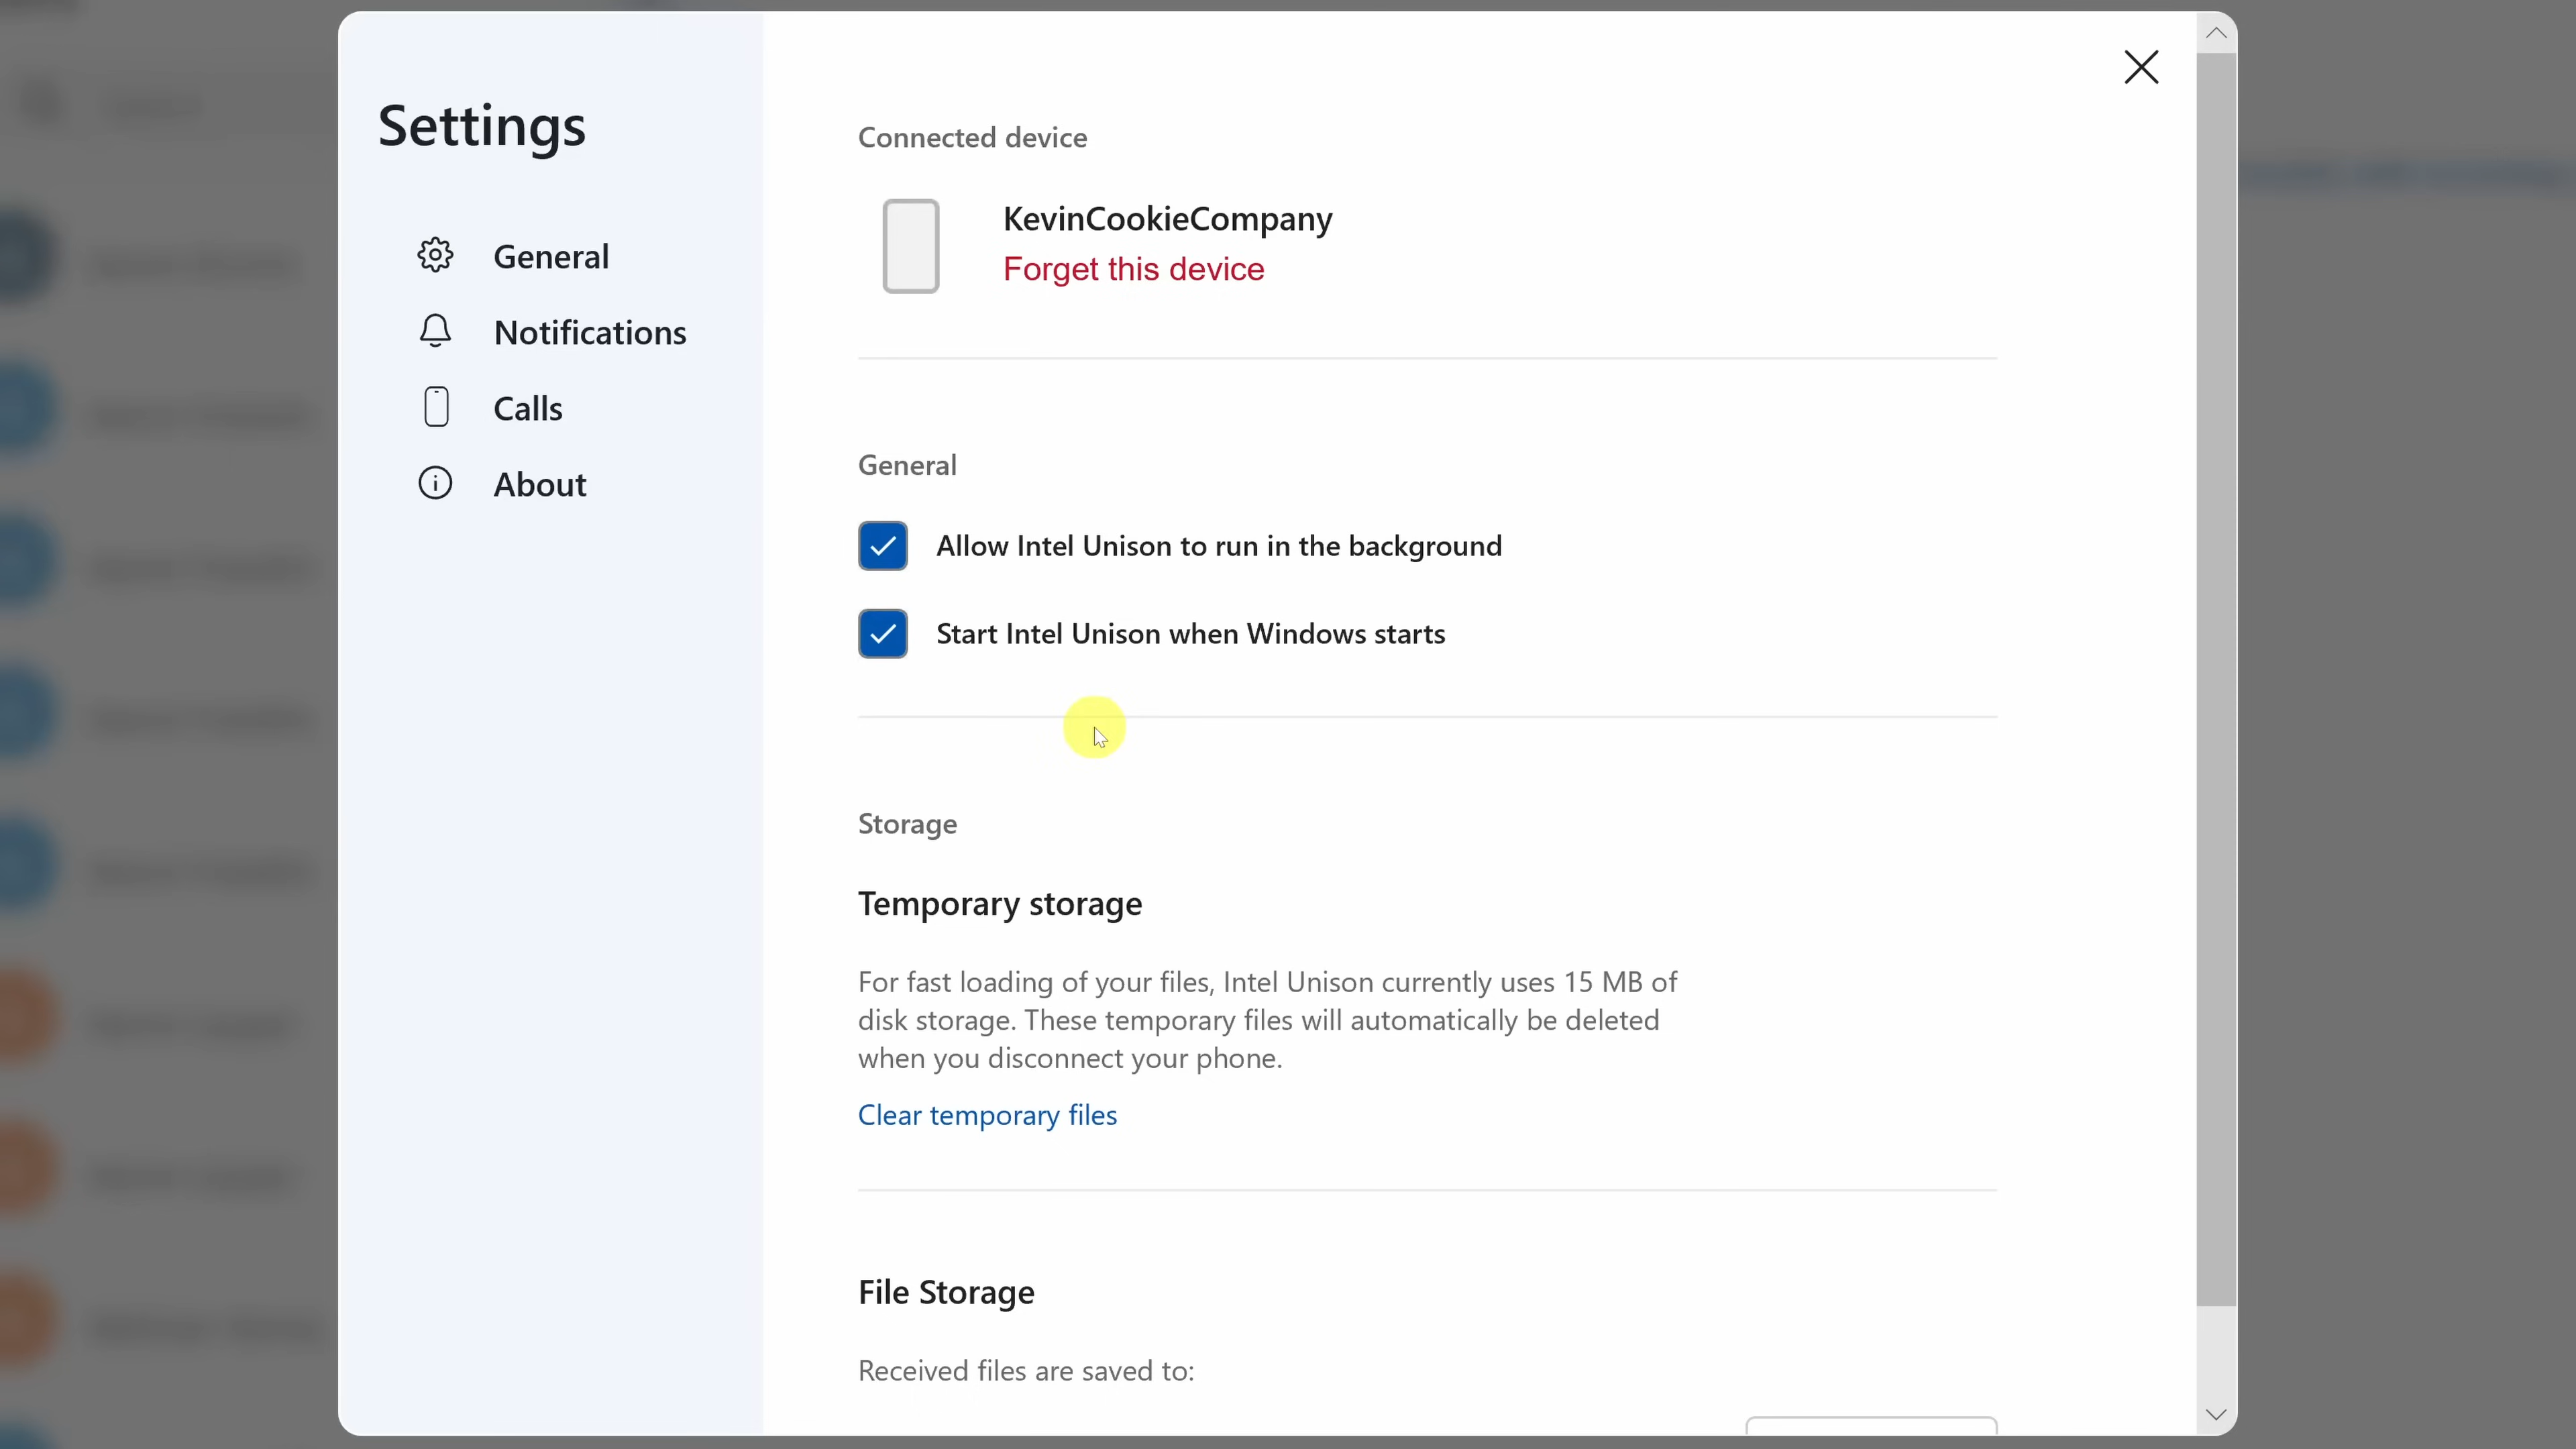 Settings
General
Notifications
Calls
About
Connected device
KevinCookieCompany
Forget this device
General
Allow Intel Unison to run in the background
Start Intel Unison when Windows starts
Storage
Temporary storage
For fast loading of your files, Intel Unison currently uses 15 MB of
disk storage. These temporary files will automatically be deleted
when you disconnect your phone.
Clear temporary files
File Storage
Received files are saved to: